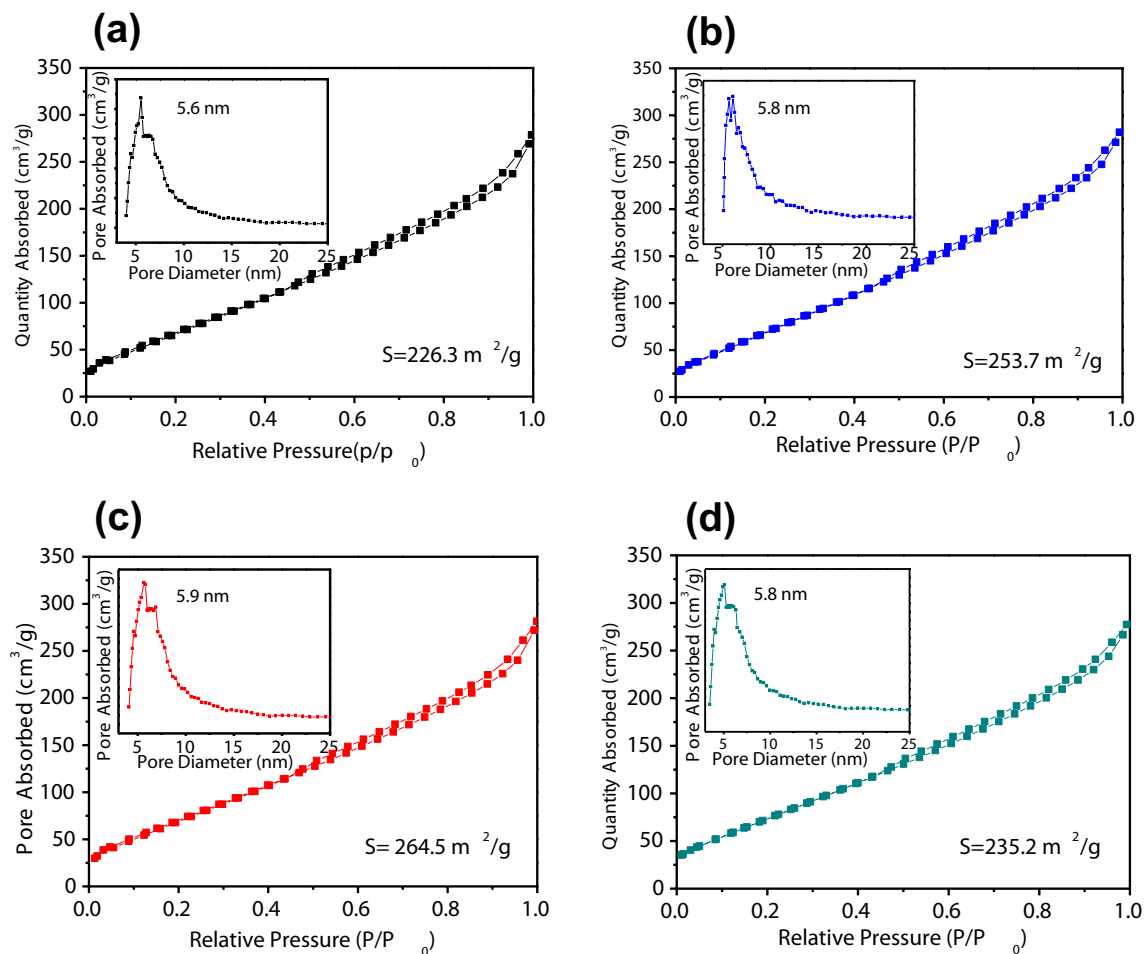 (a)
350
300
250
200
150
100
50
0
Quantity Absorbed (cm³/g)
Pore Absorbed (cm³/g)
5.6 nm
5 10 15 20 25
Pore Diameter (nm)
S=226.3 m ²/g
0.0 0.2 0.4 0.6 0.8 1.0
Relative Pressure(p/p ₀)
(b)
350
300
250
200
150
100
50
0
Quantity Absorbed (cm³/g)
Pore Absorbed (cm³/g)
5.8 nm
5 10 15 20 25
Pore Diameter (nm)
S=253.7 m ²/g
0.0 0.2 0.4 0.6 0.8 1.0
Relative Pressure (P/P ₀)
(c)
350
300
250
200
150
100
50
0
Pore Absorbed (cm³/g)
Pore Absorbed (cm³/g)
5.9 nm
5 10 15 20 25
Pore Diameter (nm)
S= 264.5 m ²/g
0.0 0.2 0.4 0.6 0.8 1.0
Relative Pressure (P/P ₀)
(d)
350
300
250
200
150
100
50
0
Quantity Absorbed (cm³/g)
Pore Absorbed (cm³/g)
5.8 nm
5 10 15 20 25
Pore Diameter (nm)
S=235.2 m ²/g
0.0 0.2 0.4 0.6 0.8 1.0
Relative Pressure (P/P ₀)